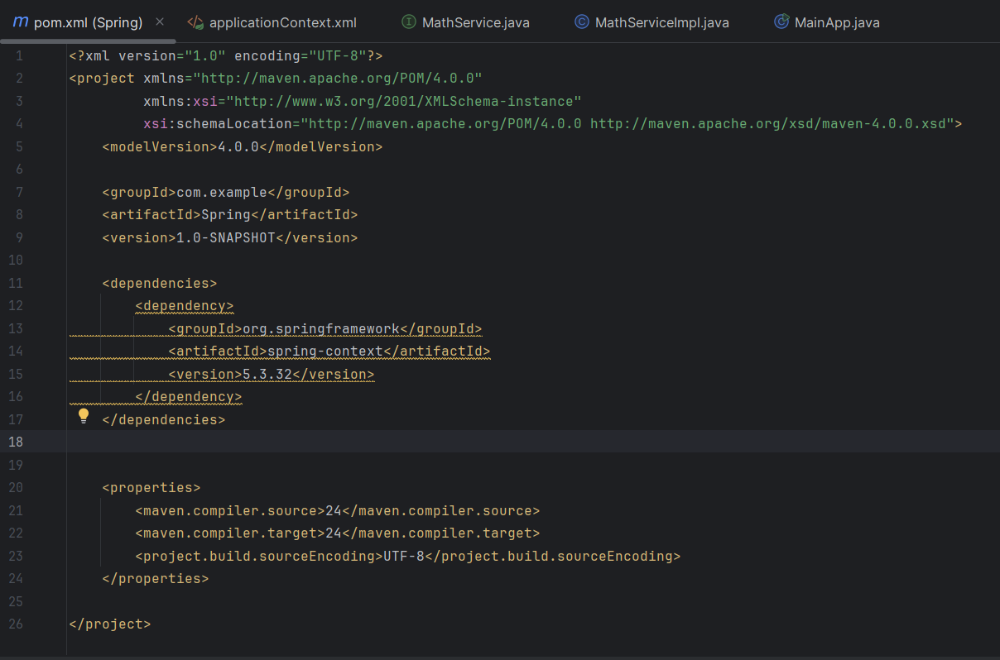 m pom.xml (Spring) × </> applicationContext.xml I MathService.java C MathServiceImpl.java C MainApp.java
1 <?xml version="1.0" encoding="UTF-8"?>
2 <project xmlns="http://maven.apache.org/POM/4.0.0"
3 xmlns:xsi="http://www.w3.org/2001/XMLSchema-instance"
4 xsi:schemaLocation="http://maven.apache.org/POM/4.0.0 http://maven.apache.org/xsd/maven-4.0.0.xsd">
5 <modelVersion>4.0.0</modelVersion>
6
7 <groupId>com.example</groupId>
8 <artifactId>Spring</artifactId>
9 <version>1.0-SNAPSHOT</version>
10
11 <dependencies>
12 <dependency>
13 <groupId>org.springframework</groupId>
14 <artifactId>spring-context</artifactId>
15 <version>5.3.32</version>
16 </dependency>
17 </dependencies>
18
19
20 <properties>
21 <maven.compiler.source>24</maven.compiler.source>
22 <maven.compiler.target>24</maven.compiler.target>
23 <project.build.sourceEncoding>UTF-8</project.build.sourceEncoding>
24 </properties>
25
26 </project>